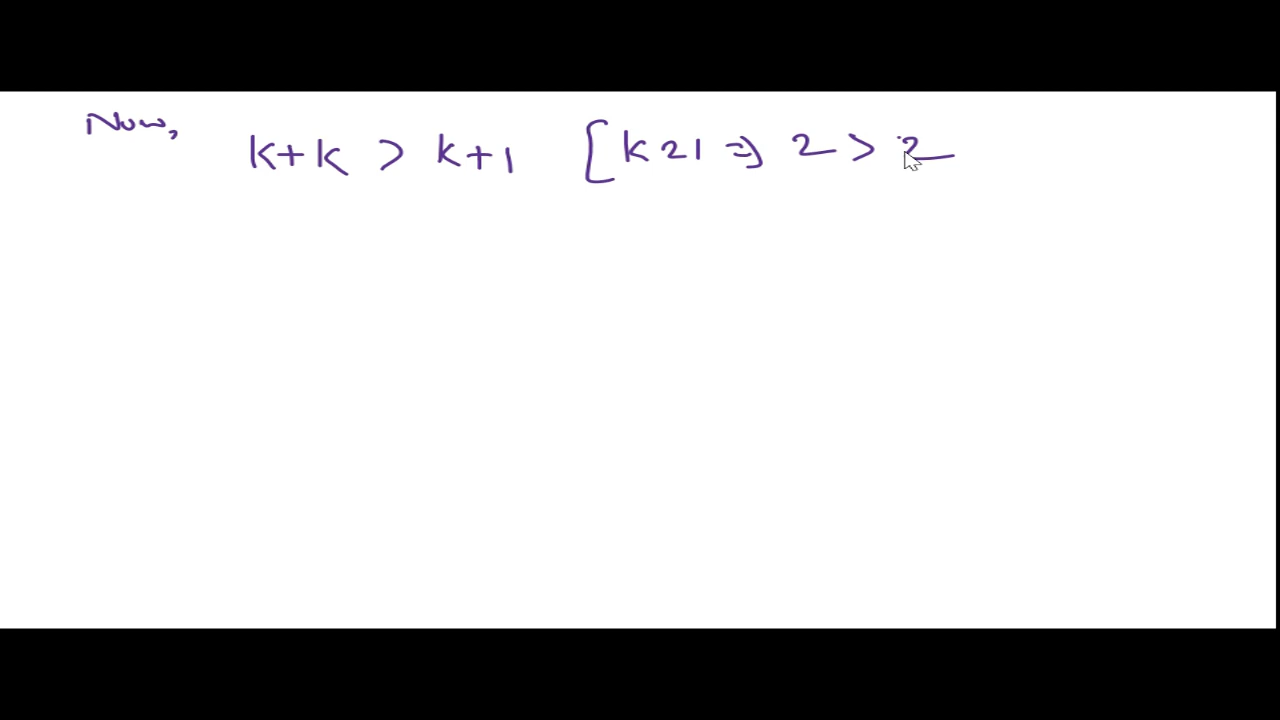 Now,
k+k > k+1 [k=1 => 2 > 2